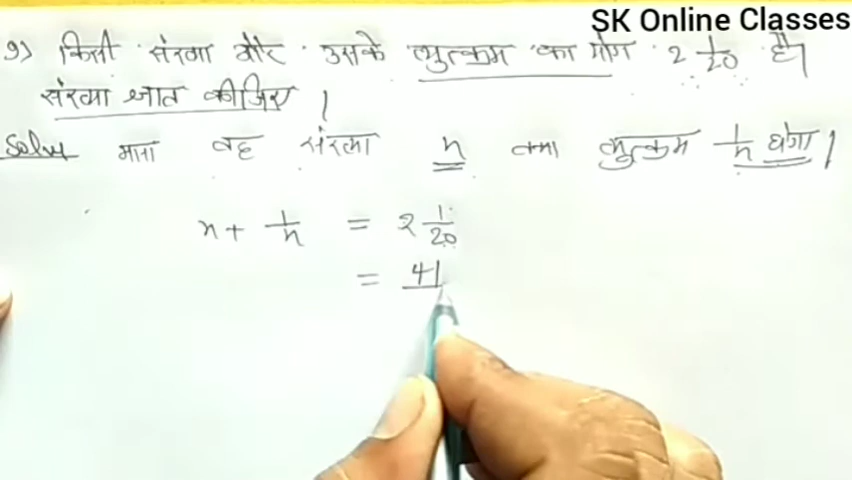 SK Online Classes
9) किसी संख्या और उसके व्युत्क्रम का योग 2 1/20 है।
संख्या ज्ञात कीजिए।
Solve माना वह संख्या n तथा व्युत्क्रम 1/n होगा।
n + 1/n = 2 1/20
= 41